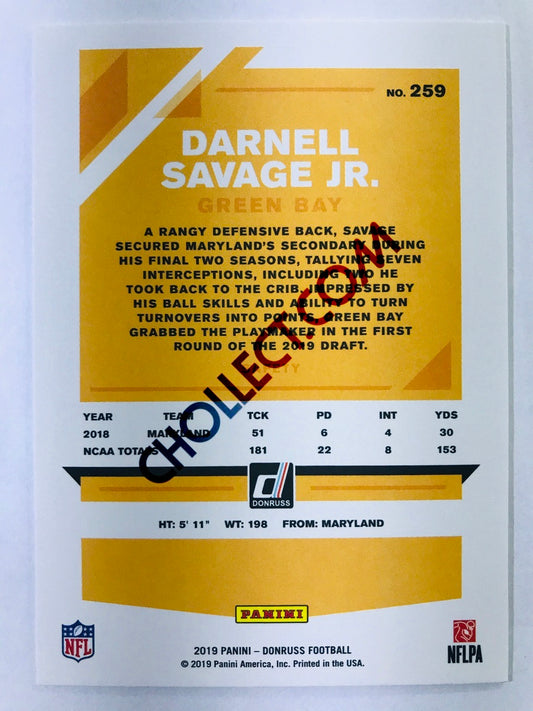 NO. 259
DARNELL
SAVAGE JR.
GREEN BAY
A RANGY DEFENSIVE BACK, SAVAGE
SECURED MARYLAND'S SECONDARY DURING
HIS FINAL TWO SEASONS, TALLYING SEVEN
INTERCEPTIONS, INCLUDING TWO HE
TOOK BACK TO THE CRIB. IMPRESSED BY
HIS BALL SKILLS AND ABILITY TO TURN
TURNOVERS INTO POINTS, GREEN BAY
GRABBED THE PLAYMAKER IN THE FIRST
ROUND OF THE 2019 DRAFT.
SAFETY
CHOLLECT.COM
YEAR TEAM TCK PD INT YDS
2018 MARYLAND 51 6 4 30
NCAA TOTALS 181 22 8 153
d
DONRUSS
HT: 5' 11" WT: 198 FROM: MARYLAND
PANINI
NFL
2019 PANINI – DONRUSS FOOTBALL
© 2019 Panini America, Inc. Printed in the USA.
NFLPA